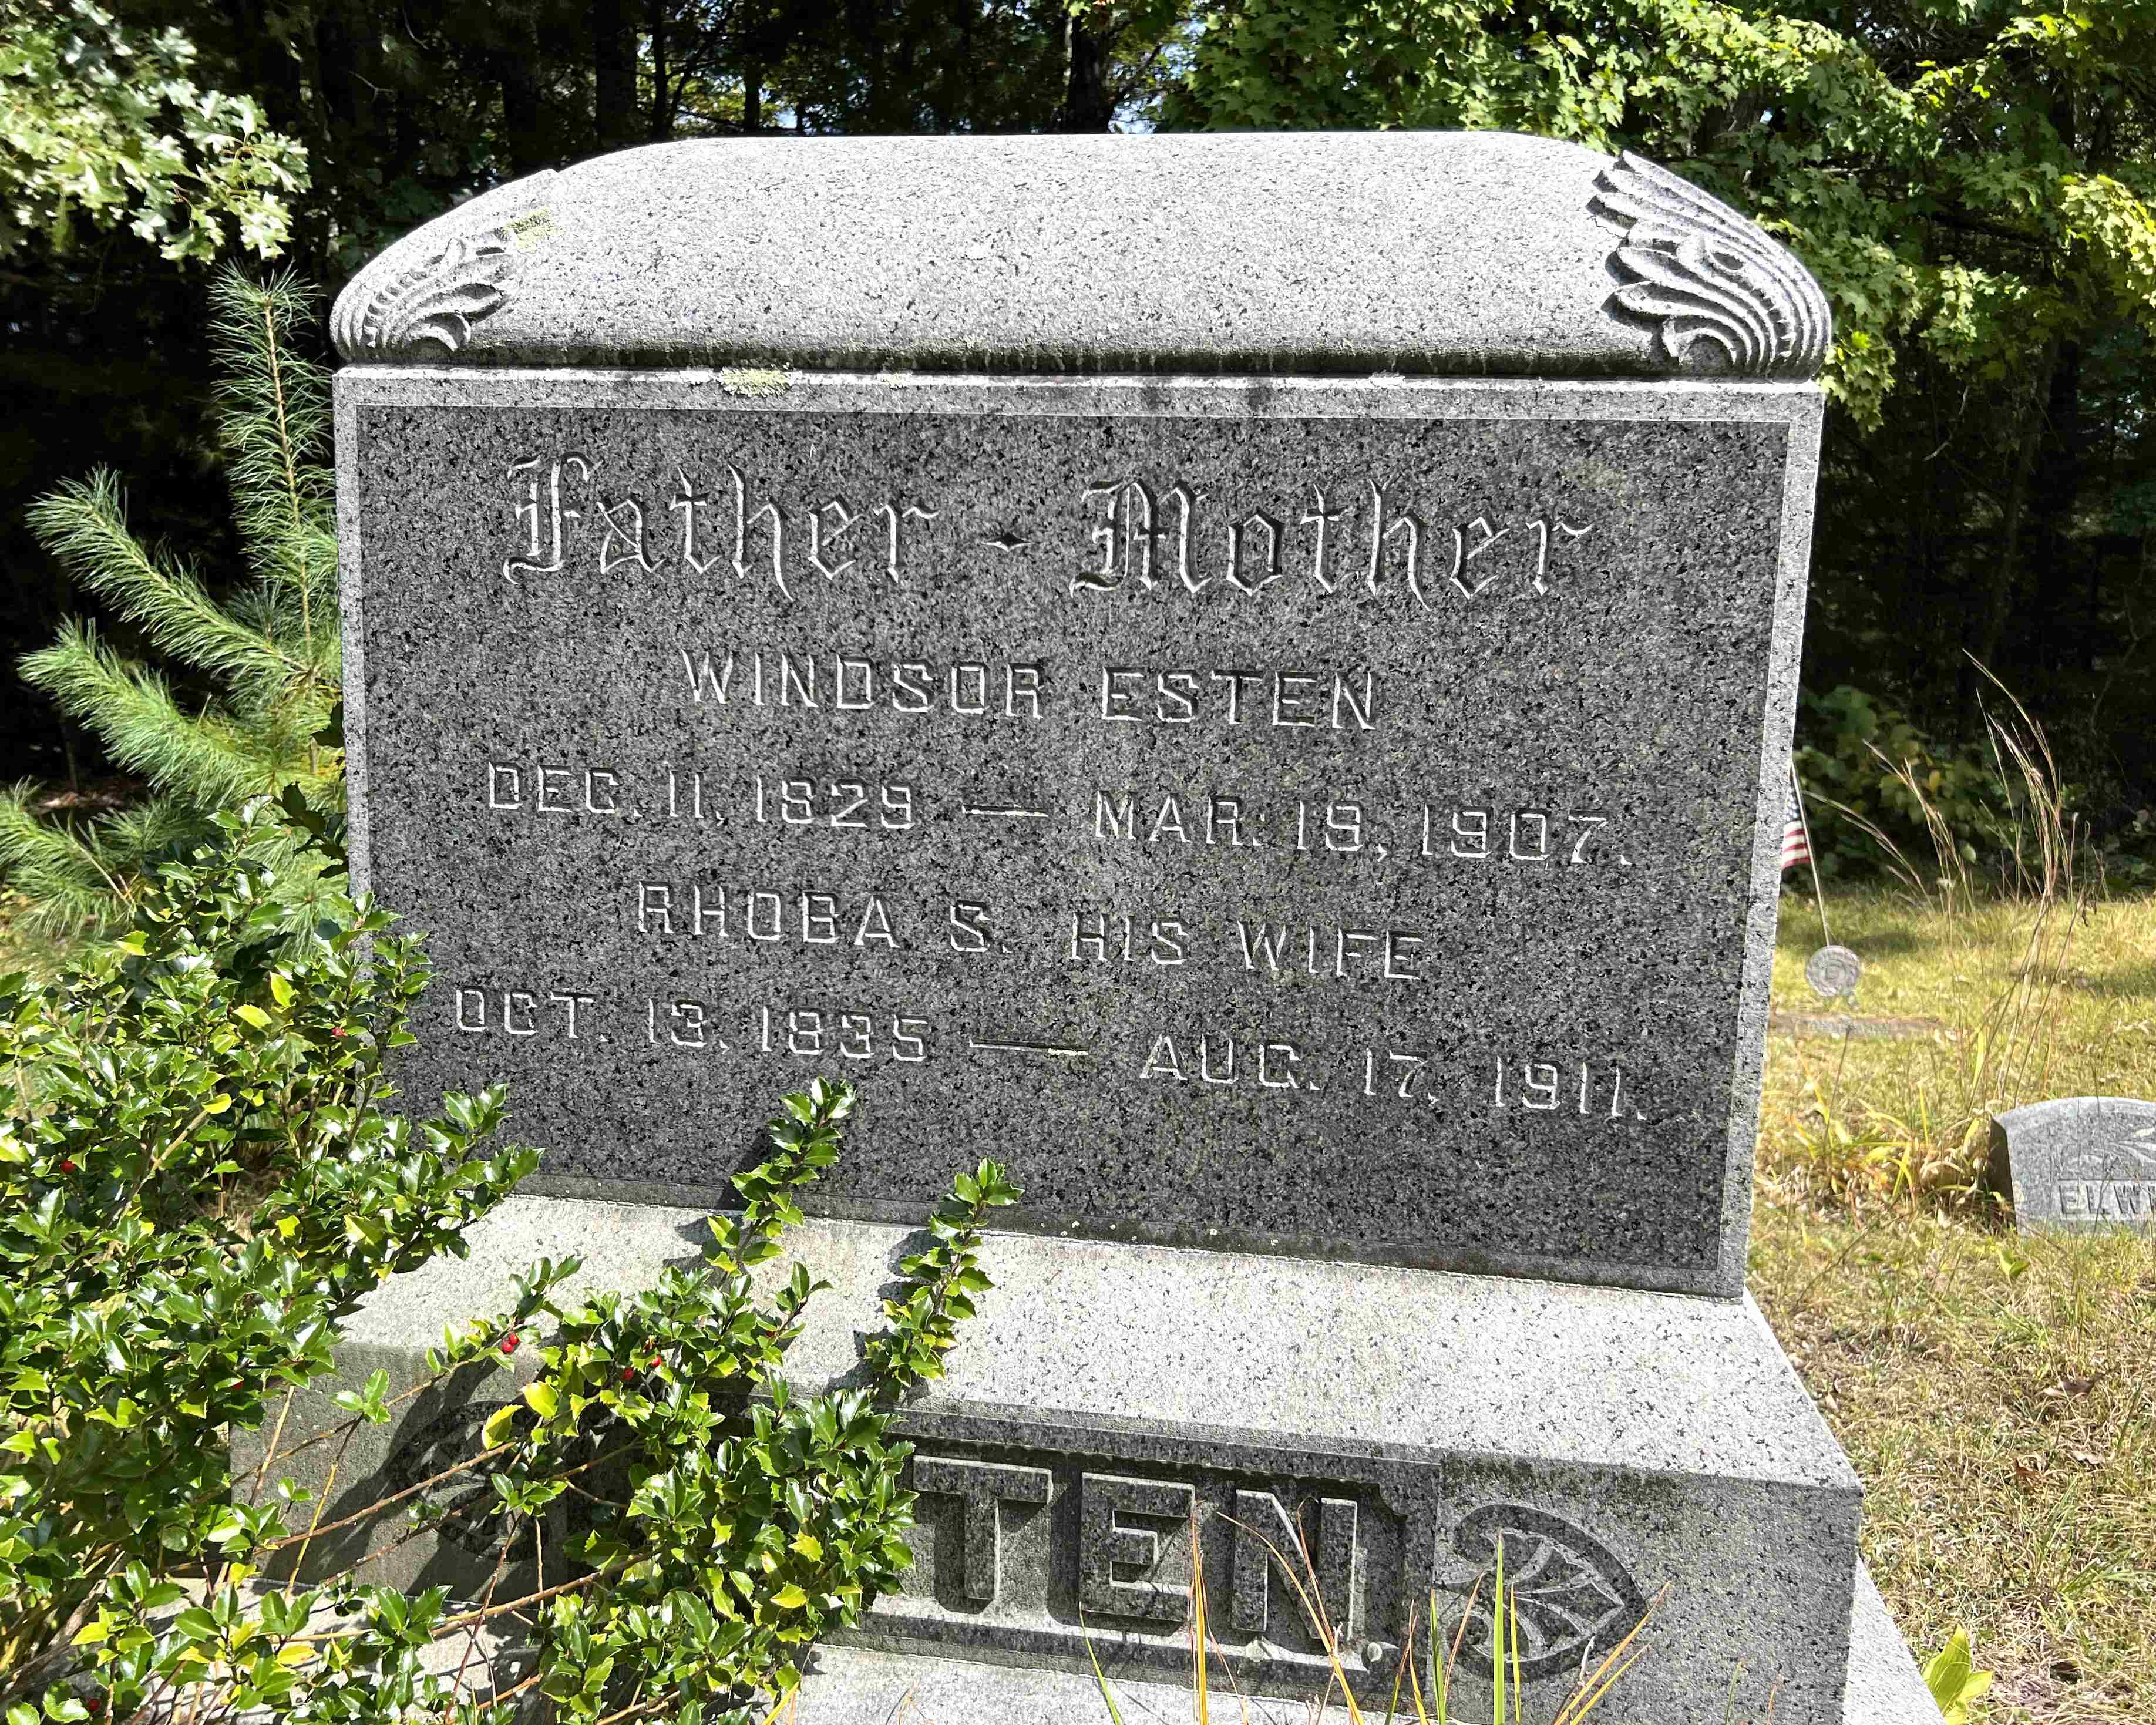 Father - Mother
WINDSOR ESTEN
DEC. 11, 1829 — MAR. 19, 1907.
RHOBA S. HIS WIFE
OCT. 13, 1835 — AUG. 17, 1911.
TEN.
ELW